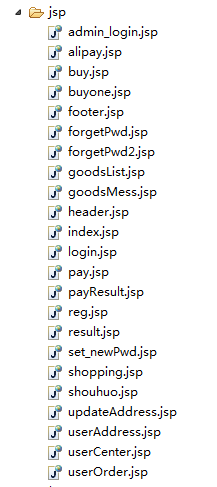 jsp
admin_login.jsp
alipay.jsp
buy.jsp
buyone.jsp
footer.jsp
forgetPwd.jsp
forgetPwd2.jsp
goodsList.jsp
goodsMess.jsp
header.jsp
index.jsp
login.jsp
pay.jsp
payResult.jsp
reg.jsp
result.jsp
set_newPwd.jsp
shopping.jsp
shouhuo.jsp
updateAddress.jsp
userAddress.jsp
userCenter.jsp
userOrder.jsp